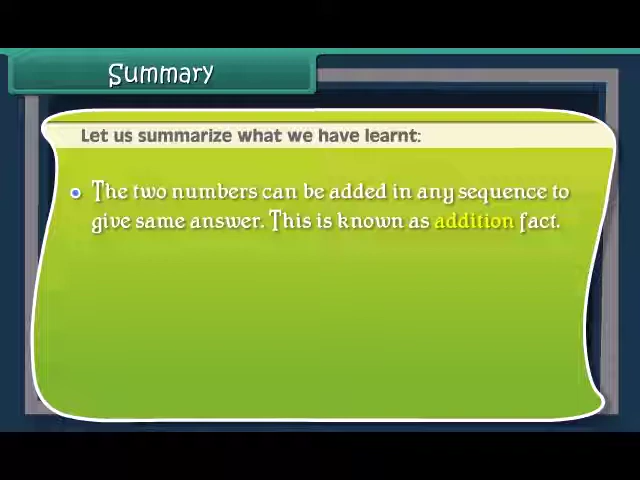 Summary
Let us summarize what we have learnt:
The two numbers can be added in any sequence to
give same answer. This is known as addition fact.